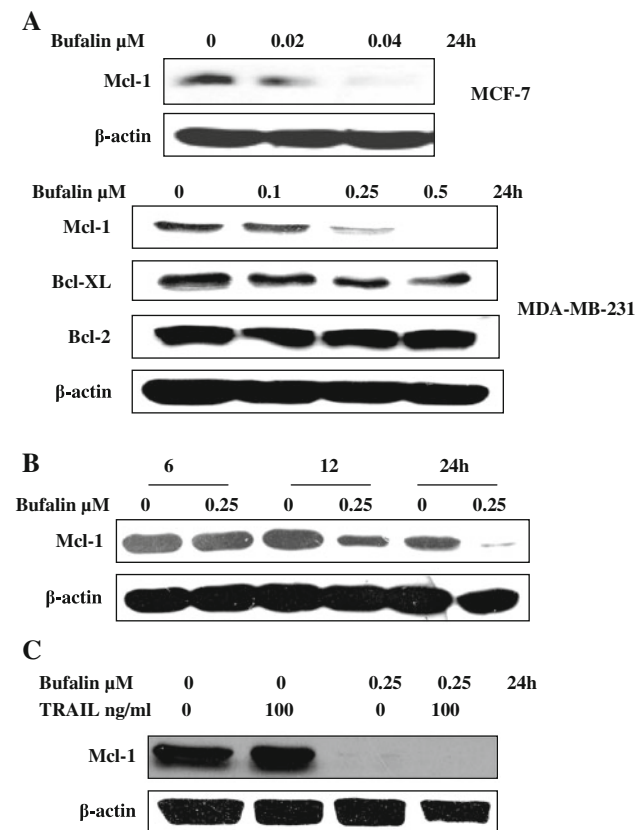 A
Bufalin µM 0 0.02 0.04 24h
Mcl-1
MCF-7
β-actin
Bufalin µM 0 0.1 0.25 0.5 24h
Mcl-1
Bcl-XL
MDA-MB-231
Bcl-2
β-actin
B
6 12 24h
Bufalin µM 0 0.25 0 0.25 0 0.25
Mcl-1
β-actin
C
Bufalin µM 0 0 0.25 0.25 24h
TRAIL ng/ml 0 100 0 100
Mcl-1
β-actin